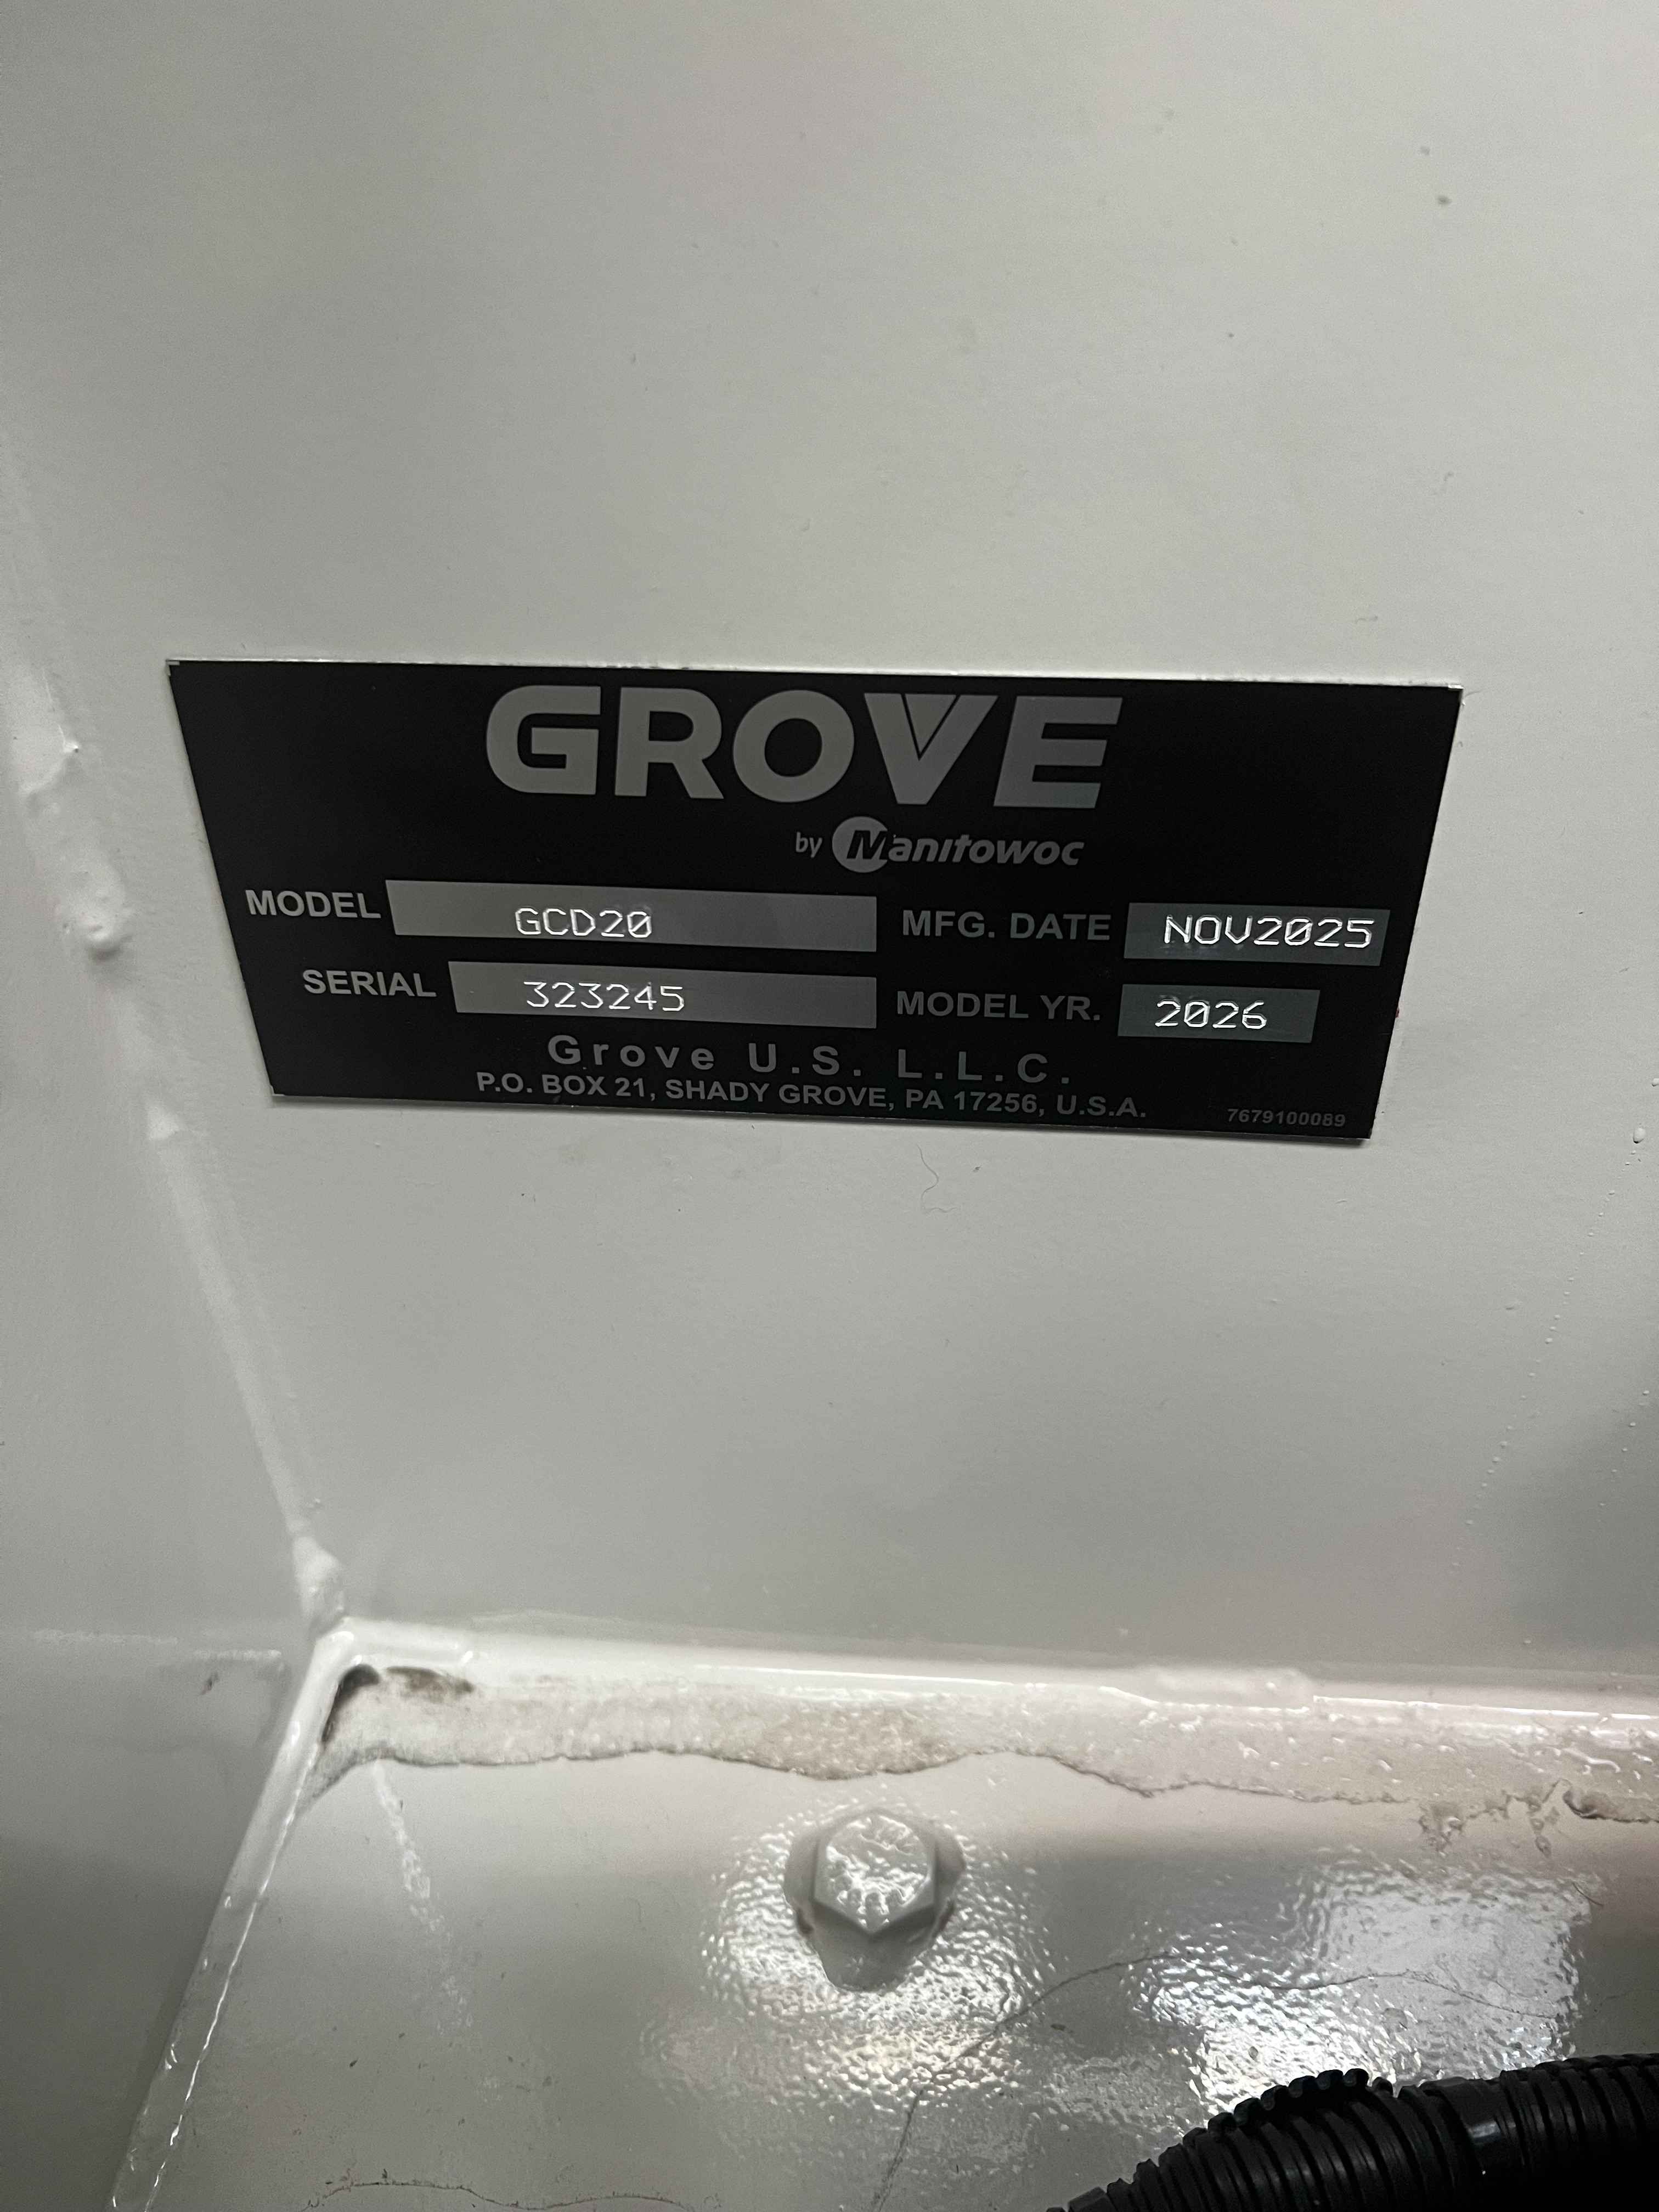 GROVE
by Manitowoc
MODEL GCD20 MFG. DATE NOV2025
SERIAL 323245 MODEL YR. 2026
Grove U.S. L.L.C.
P.O. BOX 21, SHADY GROVE, PA 17256, U.S.A.
7679100089